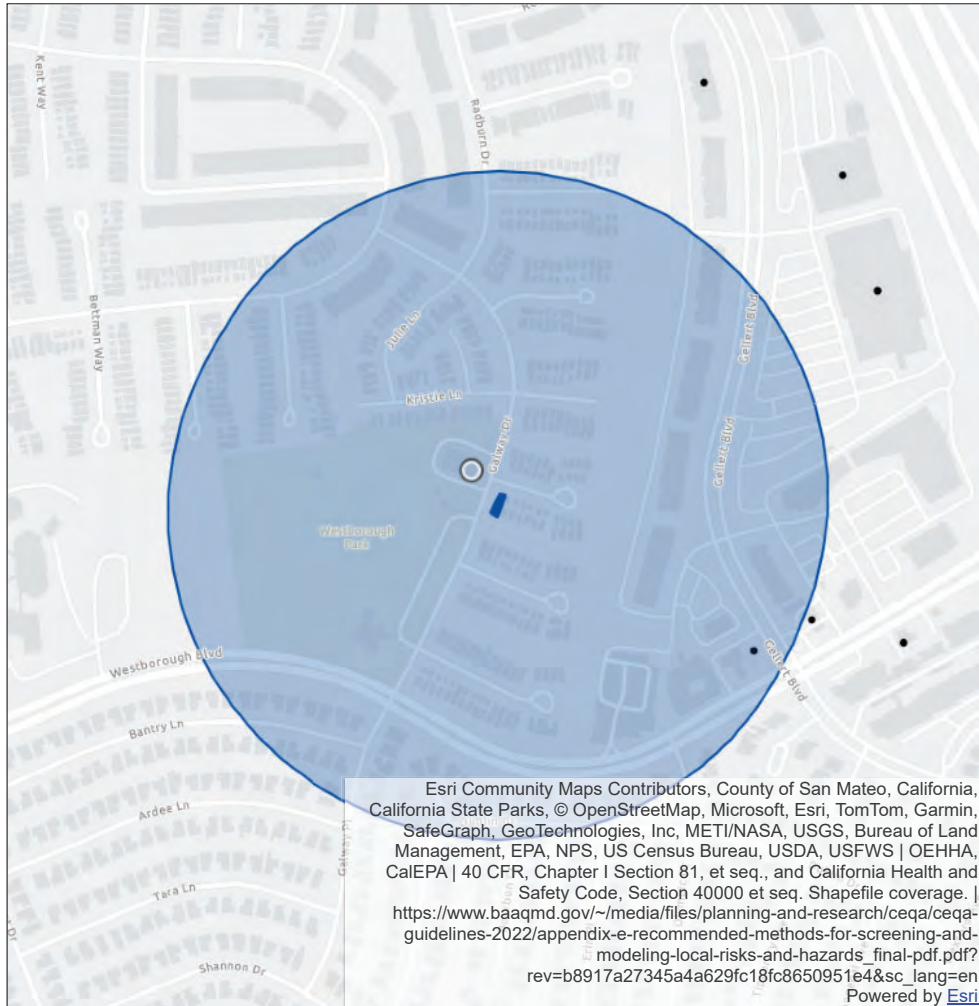 Kent Way
Radburn Dr
Bettman Way
Julie Ln
Kristie Ln
Galway Dr
Gellert Blvd
Gellert Blvd
Westborough
Park
Westborough Blvd
Gellert Blvd
Bantry Ln
Ardee Ln
Galway Pl
Tara Ln
Shannon Dr
Dr
Esri Community Maps Contributors, County of San Mateo, California,
California State Parks, © OpenStreetMap, Microsoft, Esri, TomTom, Garmin,
SafeGraph, GeoTechnologies, Inc, METI/NASA, USGS, Bureau of Land
Management, EPA, NPS, US Census Bureau, USDA, USFWS | OEHHA,
CalEPA | 40 CFR, Chapter I Section 81, et seq., and California Health and
Safety Code, Section 40000 et seq. Shapefile coverage. |
https://www.baaqmd.gov/~/media/files/planning-and-research/ceqa/ceqa-
guidelines-2022/appendix-e-recommended-methods-for-screening-and-
modeling-local-risks-and-hazards_final-pdf.pdf?
rev=b8917a27345a4a629fc18fc8650951e4&sc_lang=en
Powered by Esri